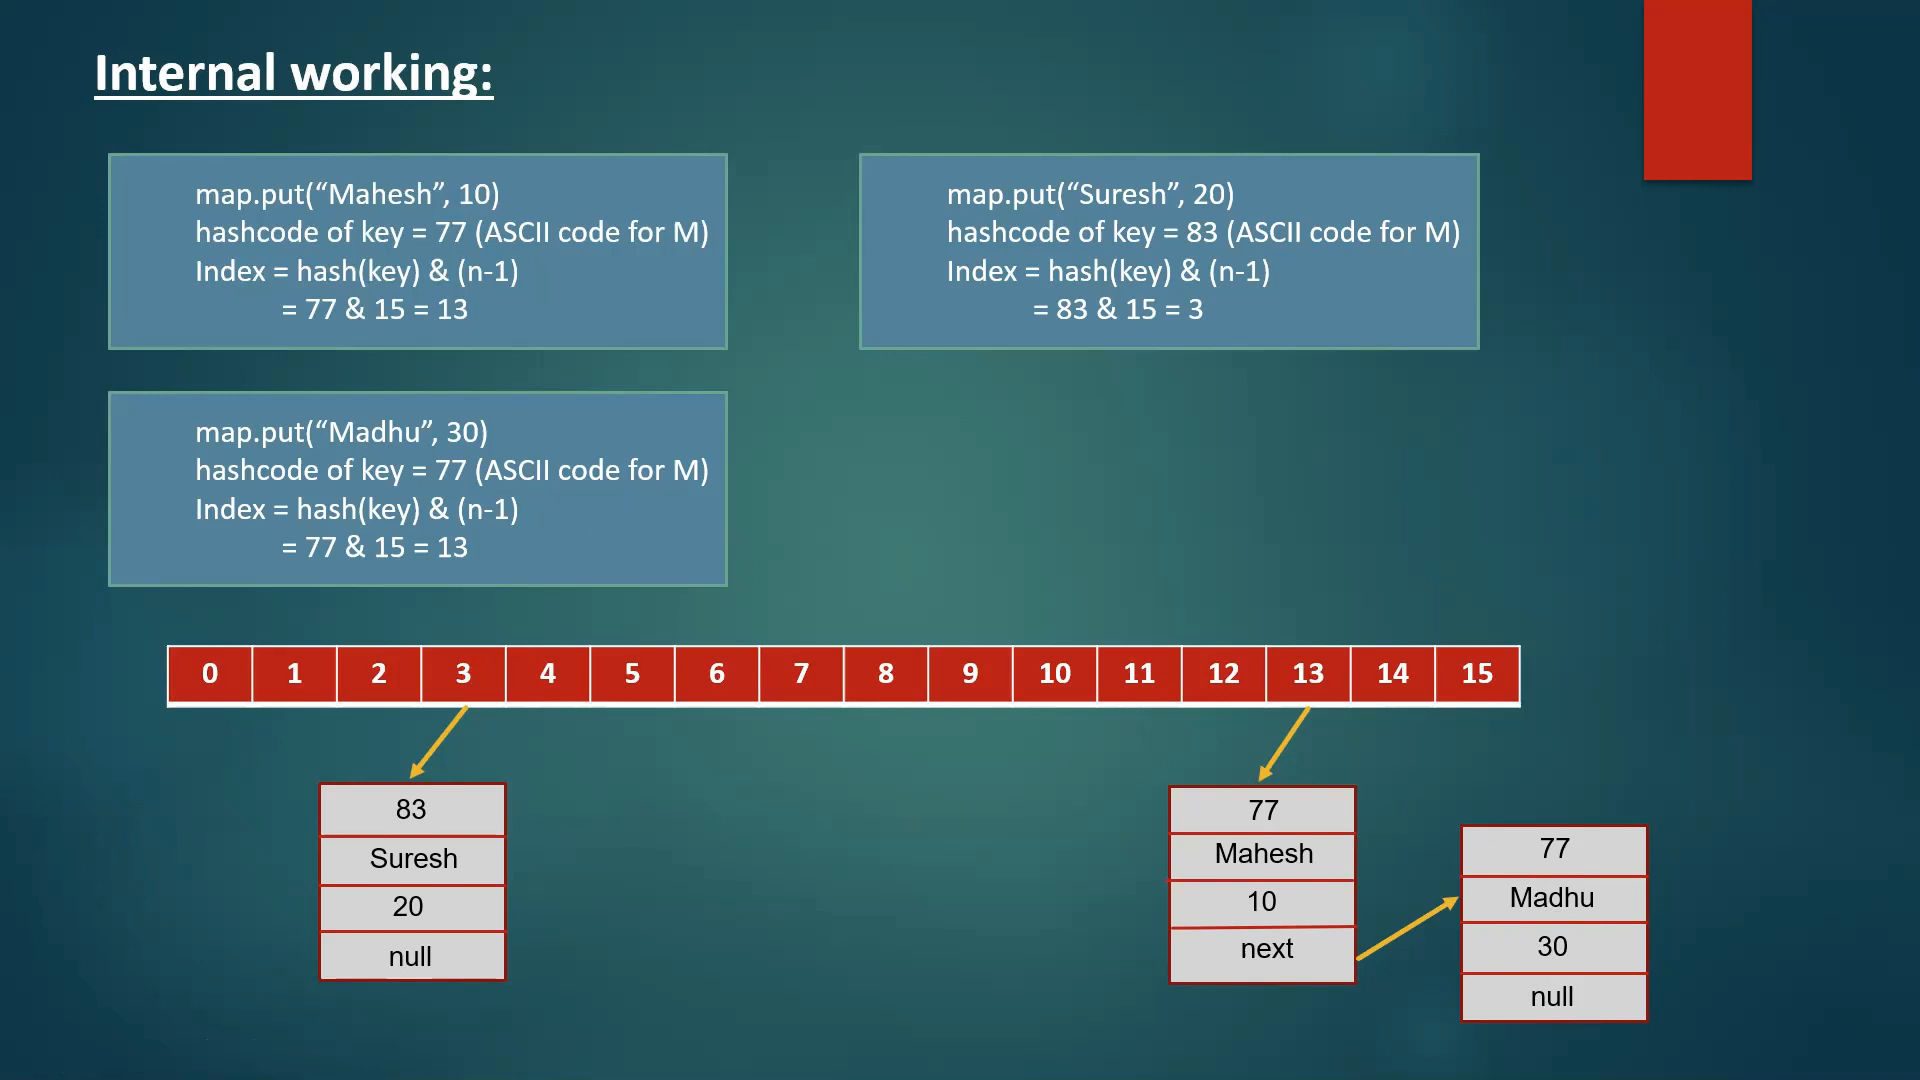 Internal working:
map.put(“Mahesh”, 10)
hashcode of key = 77 (ASCII code for M)
Index = hash(key) & (n-1)
= 77 & 15 = 13
map.put(“Suresh”, 20)
hashcode of key = 83 (ASCII code for M)
Index = hash(key) & (n-1)
= 83 & 15 = 3
map.put(“Madhu”, 30)
hashcode of key = 77 (ASCII code for M)
Index = hash(key) & (n-1)
= 77 & 15 = 13
0 1 2 3 4 5 6 7 8 9 10 11 12 13 14 15
83
Suresh
20
null
77
Mahesh
10
next
77
Madhu
30
null